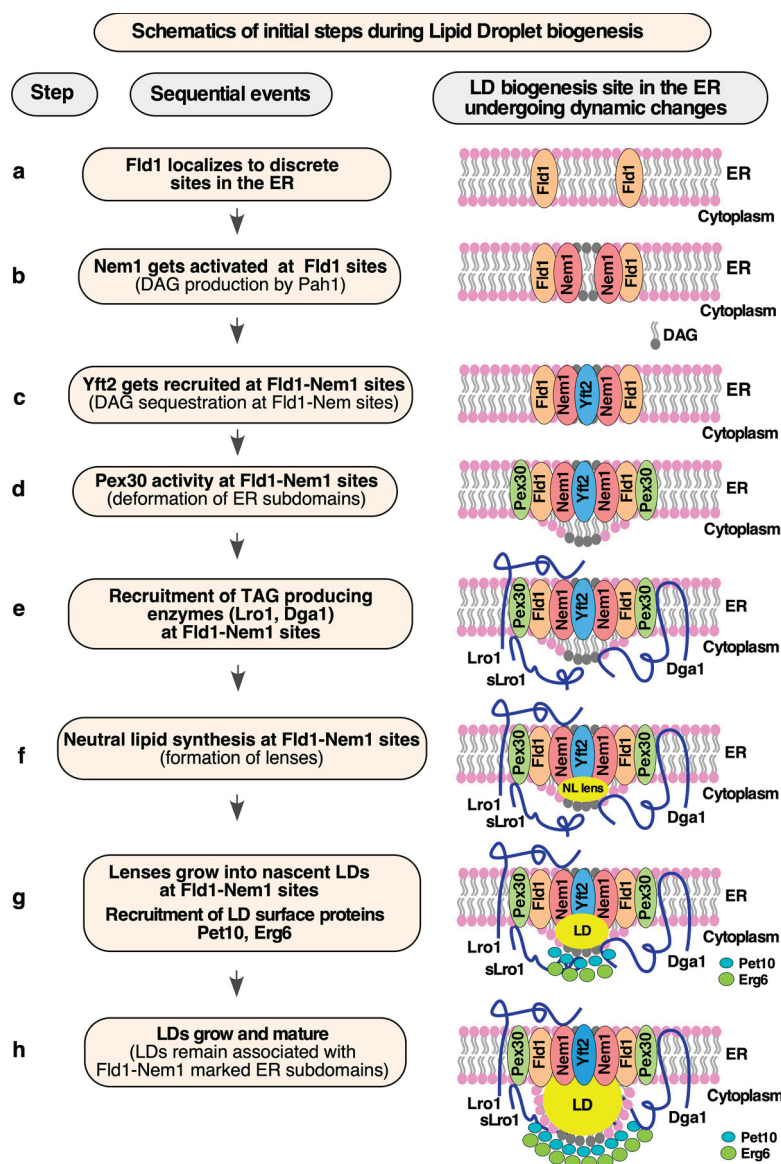 Schematics of initial steps during Lipid Droplet biogenesis
Step
Sequential events
LD biogenesis site in the ER
undergoing dynamic changes
a
Fld1 localizes to discrete
sites in the ER
Fld1
Fld1
ER
Cytoplasm
b
Nem1 gets activated at Fld1 sites
(DAG production by Pah1)
Fld1
Nem1
Nem1
Fld1
ER
Cytoplasm
DAG
c
Yft2 gets recruited at Fld1-Nem1 sites
(DAG sequestration at Fld1-Nem sites)
Fld1
Nem1
Yft2
Nem1
Fld1
ER
Cytoplasm
d
Pex30 activity at Fld1-Nem1 sites
(deformation of ER subdomains)
Pex30
Fld1
Nem1
Yft2
Nem1
Fld1
Pex30
ER
Cytoplasm
e
Recruitment of TAG producing
enzymes (Lro1, Dga1)
at Fld1-Nem1 sites
Pex30
Fld1
Nem1
Yft2
Nem1
Fld1
Pex30
ER
Cytoplasm
Lro1
sLro1
Dga1
f
Neutral lipid synthesis at Fld1-Nem1 sites
(formation of lenses)
Pex30
Fld1
Nem1
Yft2
Nem1
Fld1
Pex30
ER
NL lens
Cytoplasm
Lro1
sLro1
Dga1
g
Lenses grow into nascent LDs
at Fld1-Nem1 sites
Recruitment of LD surface proteins
Pet10, Erg6
Pex30
Fld1
Nem1
Yft2
Nem1
Fld1
Pex30
ER
LD
Cytoplasm
Lro1
sLro1
Dga1
Pet10
Erg6
h
LDs grow and mature
(LDs remain associated with
Fld1-Nem1 marked ER subdomains)
Pex30
Fld1
Nem1
Yft2
Nem1
Fld1
Pex30
ER
Cytoplasm
LD
Lro1
sLro1
Dga1
Pet10
Erg6